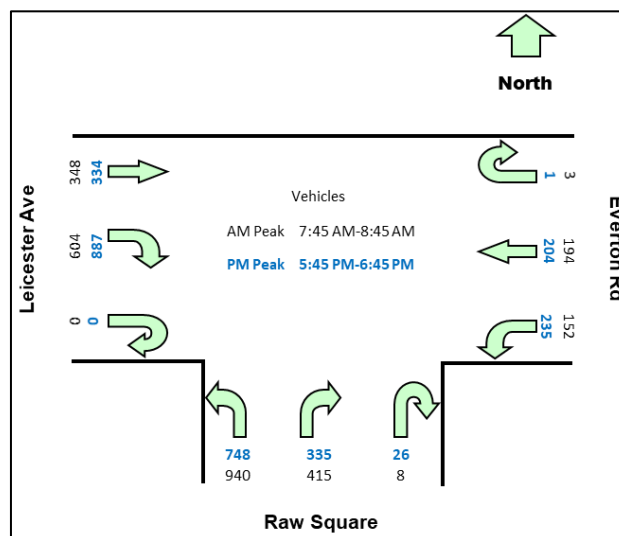 North
348
334
3
1
Vehicles
AM Peak 7:45 AM-8:45 AM
PM Peak 5:45 PM-6:45 PM
Leicester Ave
Everton Rd
604
887
194
204
0
0
152
235
748 335 26
940 415 8
Raw Square